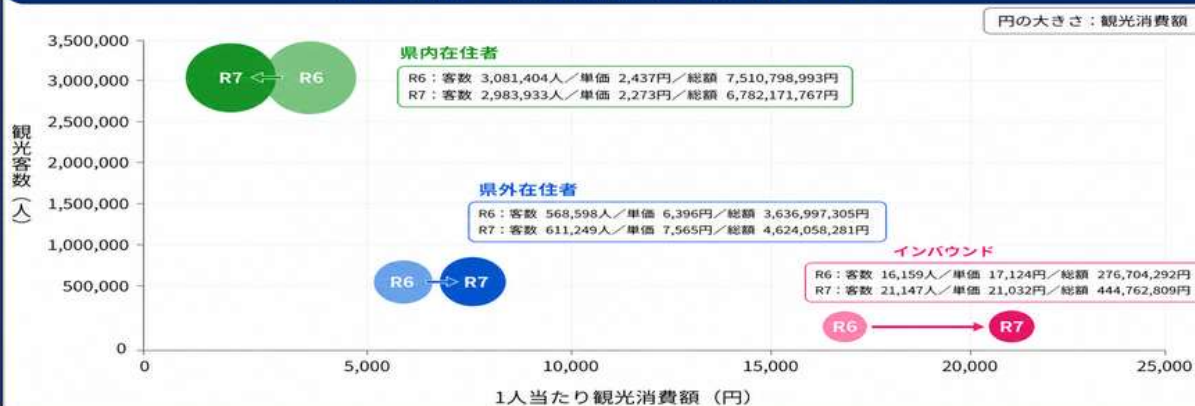 円の大きさ：観光消費額
3,500,000
3,000,000
2,500,000
2,000,000
1,500,000
1,000,000
500,000
0
観光客数（人）
R7
R6
県内在住者
R6：客数 3,081,404人／単価 2,437円／総額 7,510,798,993円
R7：客数 2,983,933人／単価 2,273円／総額 6,782,171,767円
県外在住者
R6：客数 568,598人／単価 6,396円／総額 3,636,997,305円
R7：客数 611,249人／単価 7,565円／総額 4,624,058,281円
R6
R7
インバウンド
R6：客数 16,159人／単価 17,124円／総額 276,704,292円
R7：客数 21,147人／単価 21,032円／総額 444,762,809円
R6
R7
0
5,000
10,000
15,000
20,000
25,000
1人当たり観光消費額（円）